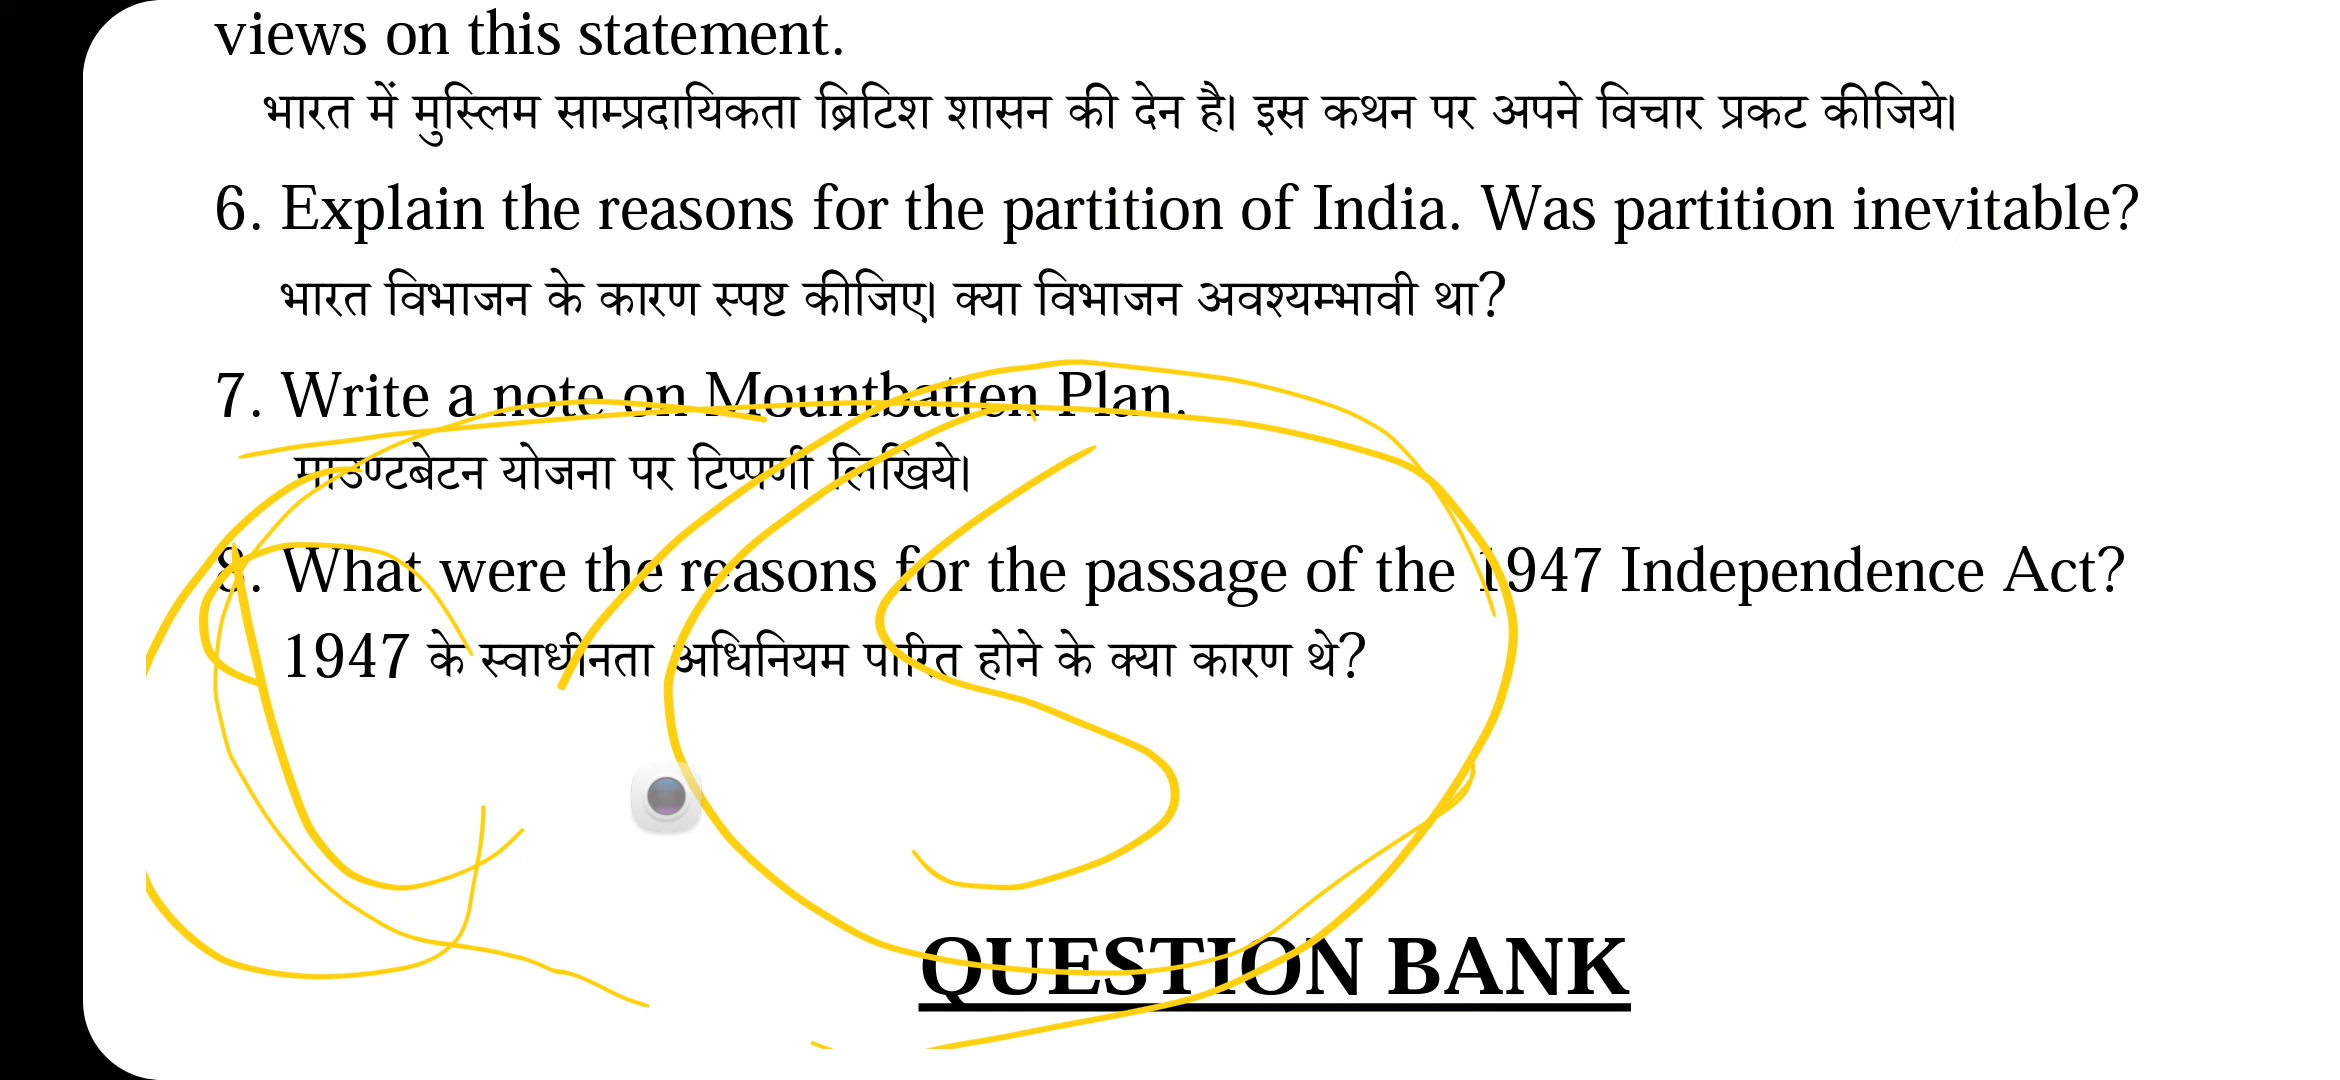 views on this statement.
भारत में मुस्लिम साम्प्रदायिकता ब्रिटिश शासन की देन है। इस कथन पर अपने विचार प्रकट कीजिये।
6. Explain the reasons for the partition of India. Was partition inevitable?
भारत विभाजन के कारण स्पष्ट कीजिए। क्या विभाजन अवश्यम्भावी था?
7. Write a note on Mountbatten Plan.
माउण्टबेटन योजना पर टिप्पणी लिखिये।
8. What were the reasons for the passage of the 1947 Independence Act?
1947 के स्वाधीनता अधिनियम पारित होने के क्या कारण थे?
QUESTION BANK